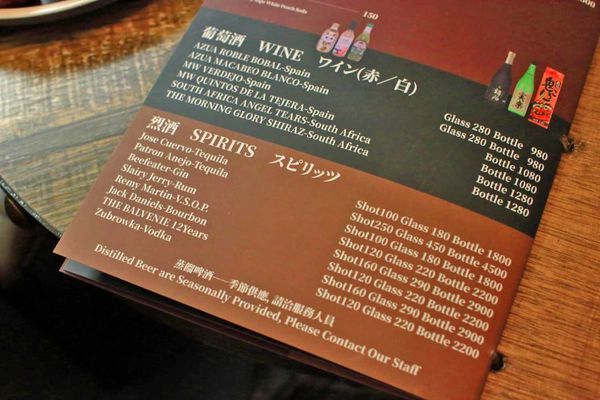 White Peach Soda 150
葡萄酒 WINE ワイン(赤／白)
AZUA ROBLE BOBAL-Spain Glass 280 Bottle 980
AZUA MACABEO BLANCO-Spain Glass 280 Bottle 980
MW VERDEJO-Spain Bottle 1080
MW QUINTOS DE LA TEJERA-Spain Bottle 1080
SOUTH AFRICA ANGEL TEARS-South Africa Bottle 1280
THE MORNING GLORY SHIRAZ-South Africa Bottle 1280
烈酒 SPIRITS スピリッツ
Jose Cuervo-Tequila Shot100 Glass 180 Bottle 1800
Patron Anejo-Tequila Shot250 Glass 450 Bottle 4500
Beefeater-Gin Shot100 Glass 180 Bottle 1800
Slairy Jerry-Rum Shot120 Glass 220 Bottle 2200
Remy Martin-V.S.O.P. Shot160 Glass 290 Bottle 2900
Jack Daniels-Bourbon Shot120 Glass 220 Bottle 2200
THE BALVENIE 12Years Shot160 Glass 290 Bottle 2900
Zubrowka-Vodka Shot120 Glass 220 Bottle 2200
蒸餾啤酒—季節供應, 請洽服務人員
Distilled Beer are Seasonally Provided, Please Contact Our Staff